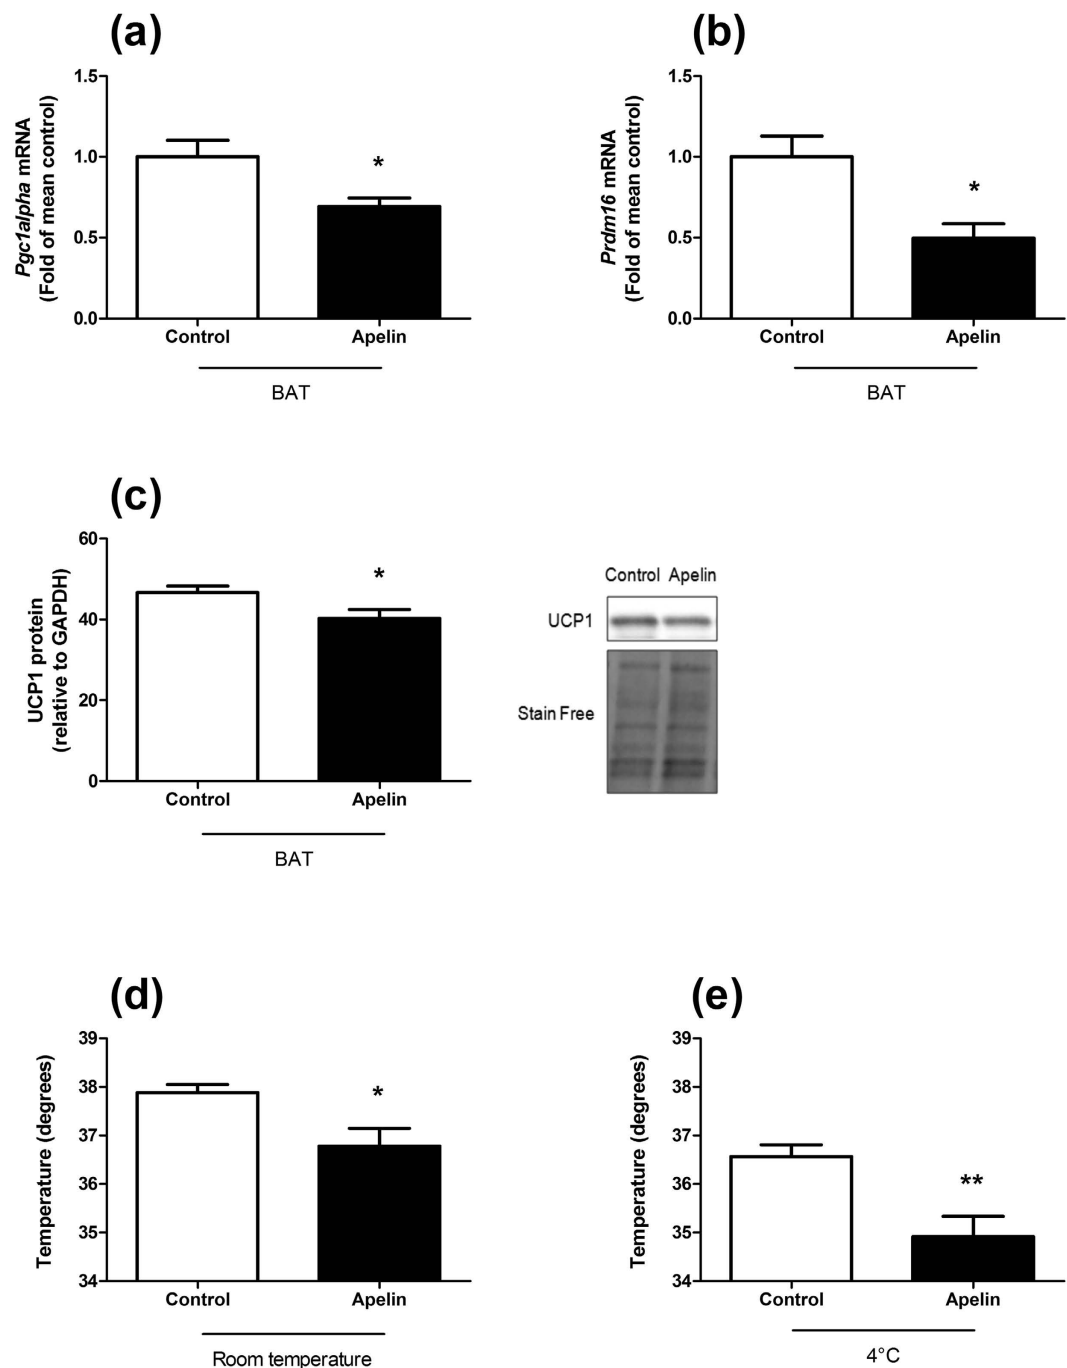 (a)
Pgc1alpha mRNA
(Fold of mean control)
1.5
1.0
0.5
0.0
*
Control Apelin
BAT
(b)
Prdm16 mRNA
(Fold of mean control)
1.5
1.0
0.5
0.0
*
Control Apelin
BAT
(c)
UCP1 protein
(relative to GAPDH)
60
40
20
0
*
Control Apelin
BAT
Control Apelin
UCP1
Stain Free
(d)
Temperature (degrees)
39
38
37
36
35
34
*
Control Apelin
Room temperature
(e)
Temperature (degrees)
39
38
37
36
35
34
**
Control Apelin
4°C